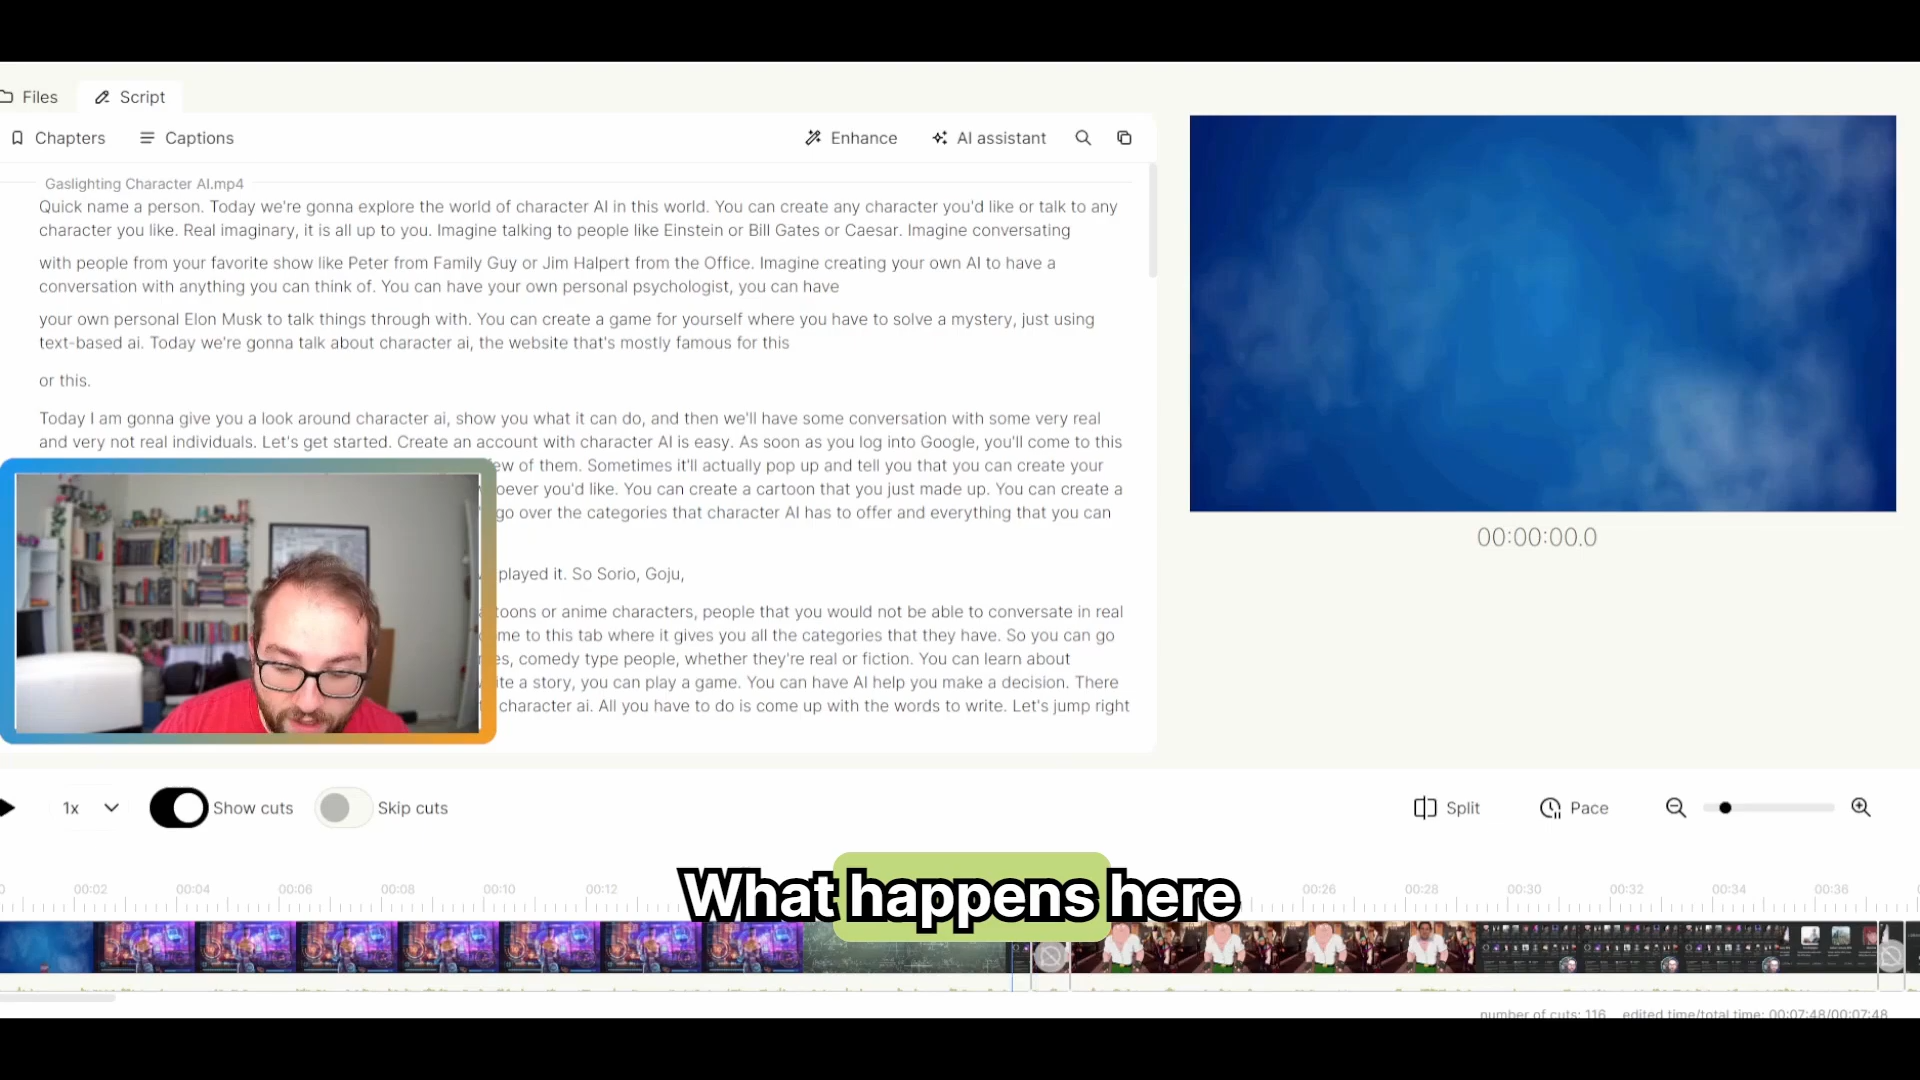 Files
Script
Chapters
Captions
Enhance
AI assistant
Gaslighting Character AI.mp4
Quick name a person. Today we're gonna explore the world of character AI in this world. You can create any character you'd like or talk to any
character you like. Real imaginary, it is all up to you. Imagine talking to people like Einstein or Bill Gates or Caesar. Imagine conversating
with people from your favorite show like Peter from Family Guy or Jim Halpert from the Office. Imagine creating your own AI to have a
conversation with anything you can think of. You can have your own personal psychologist, you can have
your own personal Elon Musk to talk things through with. You can create a game for yourself where you have to solve a mystery, just using
text-based ai. Today we're gonna talk about character ai, the website that's mostly famous for this
or this.
Today I am gonna give you a look around character ai, show you what it can do, and then we'll have some conversation with some very real
and very not real individuals. Let's get started. Create an account with character AI is easy. As soon as you log into Google, you'll come to this
of them. Sometimes it'll actually pop up and tell you that you can create your
you'd like. You can create a cartoon that you just made up. You can create a
go over the categories that character AI has to offer and everything that you can
played it. So Sorio, Goju,
or anime characters, people that you would not be able to conversate in real
to this tab where it gives you all the categories that they have. So you can go
comedy type people, whether they're real or fiction. You can learn about
a story, you can play a game. You can have AI help you make a decision. There
character ai. All you have to do is come up with the words to write. Let's jump right
00:00:00.0
1x
Show cuts
Skip cuts
Split
Pace
00:02
00:04
00:06
00:08
00:10
00:12
00:26
00:28
00:30
00:32
00:34
00:36
What happens here
number of cuts: 116
edited time/total time: 00:07:48/00:07:48